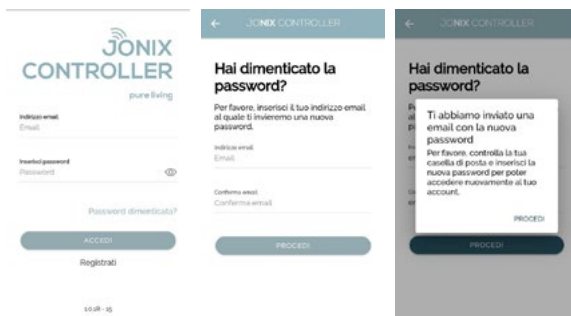 JONIX
CONTROLLER
pure living
Indirizzo email
Email
Inserisci password
Password
Password dimenticata?
ACCEDI
Registrati
1.0.18 - 15
JONIX CONTROLLER
Hai dimenticato la
password?
Per favore, inserisci il tuo indirizzo email
al quale ti invieremo una nuova
password.
Indirizzo email
Email
Conferma email
Conferma email
PROCEDI
JONIX CONTROLLER
Hai dimenticato la
password?
Ti abbiamo inviato una
email con la nuova
password
Per favore, controlla la tua
casella di posta e inserisci la
nuova password per poter
accedere nuovamente al tuo
account.
PROCEDI
PROCEDI